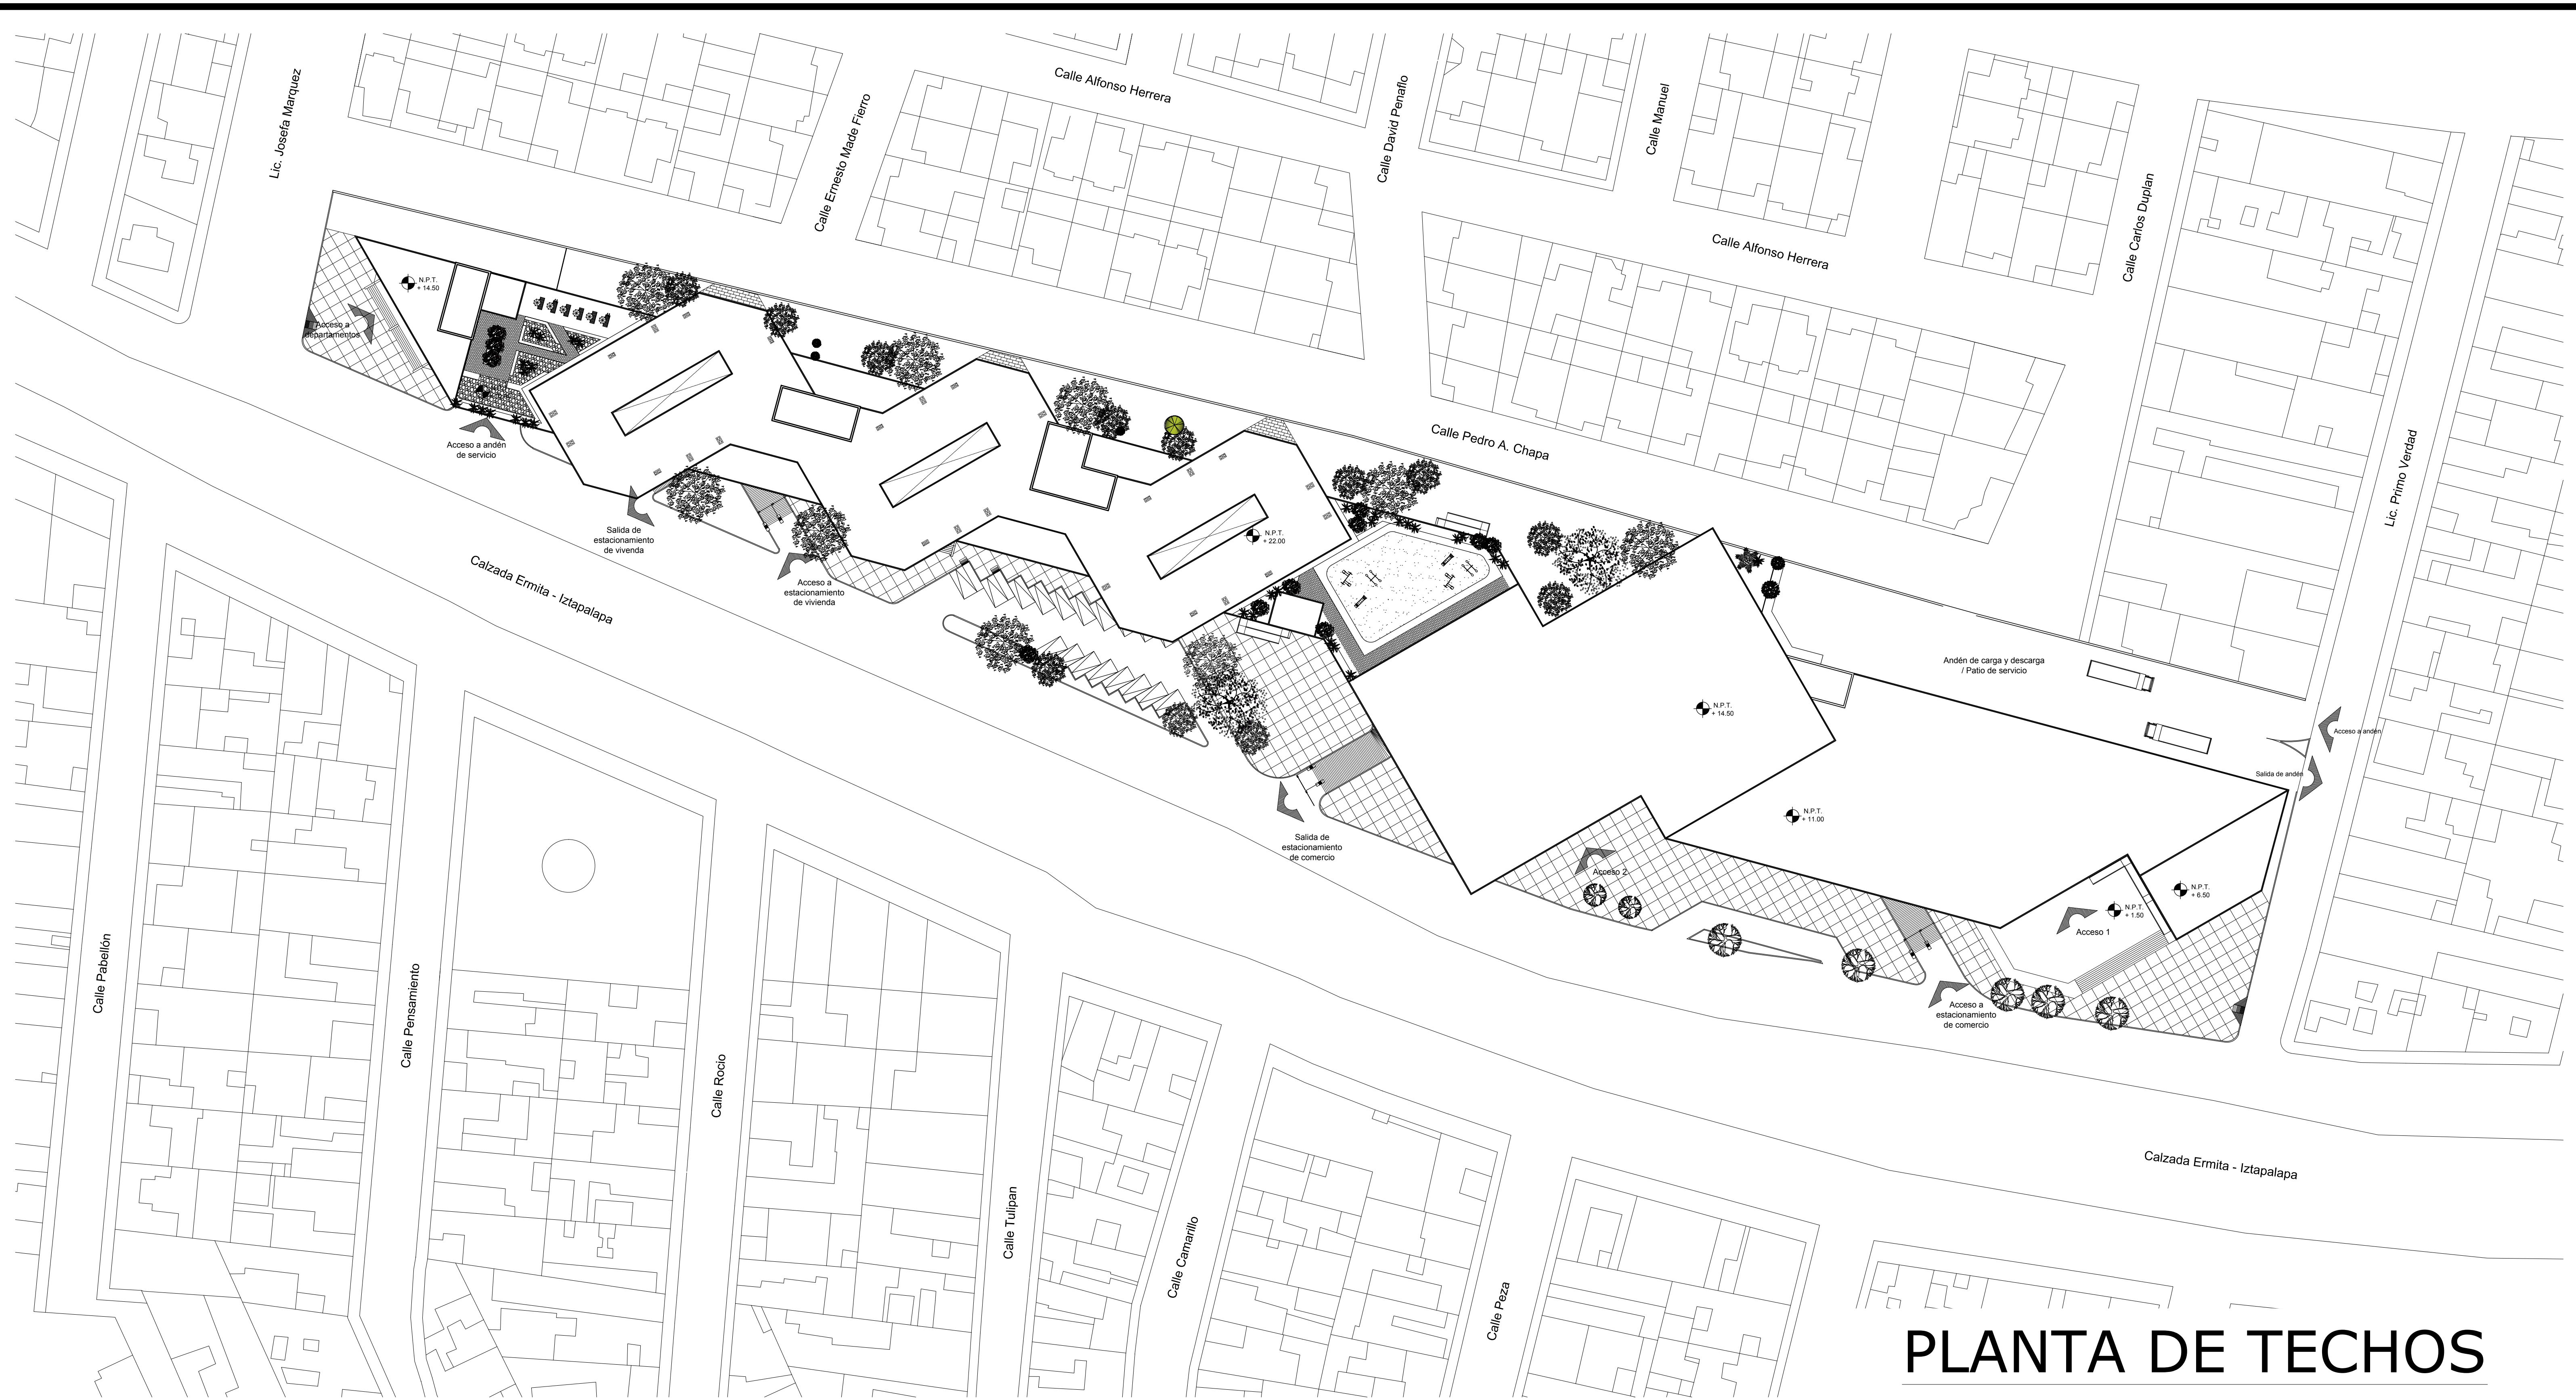 Lic. Josefa Marquez
Calle Ernesto Made Fierro
Calle Alfonso Herrera
Calle David Penaflo
Calle Manuel
Calle Alfonso Herrera
Calle Carlos Duplan
Lic. Primo Verdad
N.P.T.
+ 14.50
Acceso a
departamentos
Acceso a andén
de servicio
Salida de
estacionamiento
de vivenda
Acceso a
estacionamiento
de vivienda
Calle Pedro A. Chapa
N.P.T.
+ 22.00
Calzada Ermita - Iztapalapa
Andén de carga y descarga
/ Patio de servicio
N.P.T.
+ 14.50
Acceso a andén
Salida de andén
N.P.T.
+ 11.00
Salida de
estacionamiento
de comercio
Acceso 2
N.P.T.
+ 6.50
N.P.T.
+ 1.50
Acceso 1
Acceso a
estacionamiento
de comercio
Calle Pabellón
Calle Pensamiento
Calle Rocio
Calle Tulipan
Calle Camarillo
Calle Peza
Calzada Ermita - Iztapalapa
PLANTA DE TECHOS